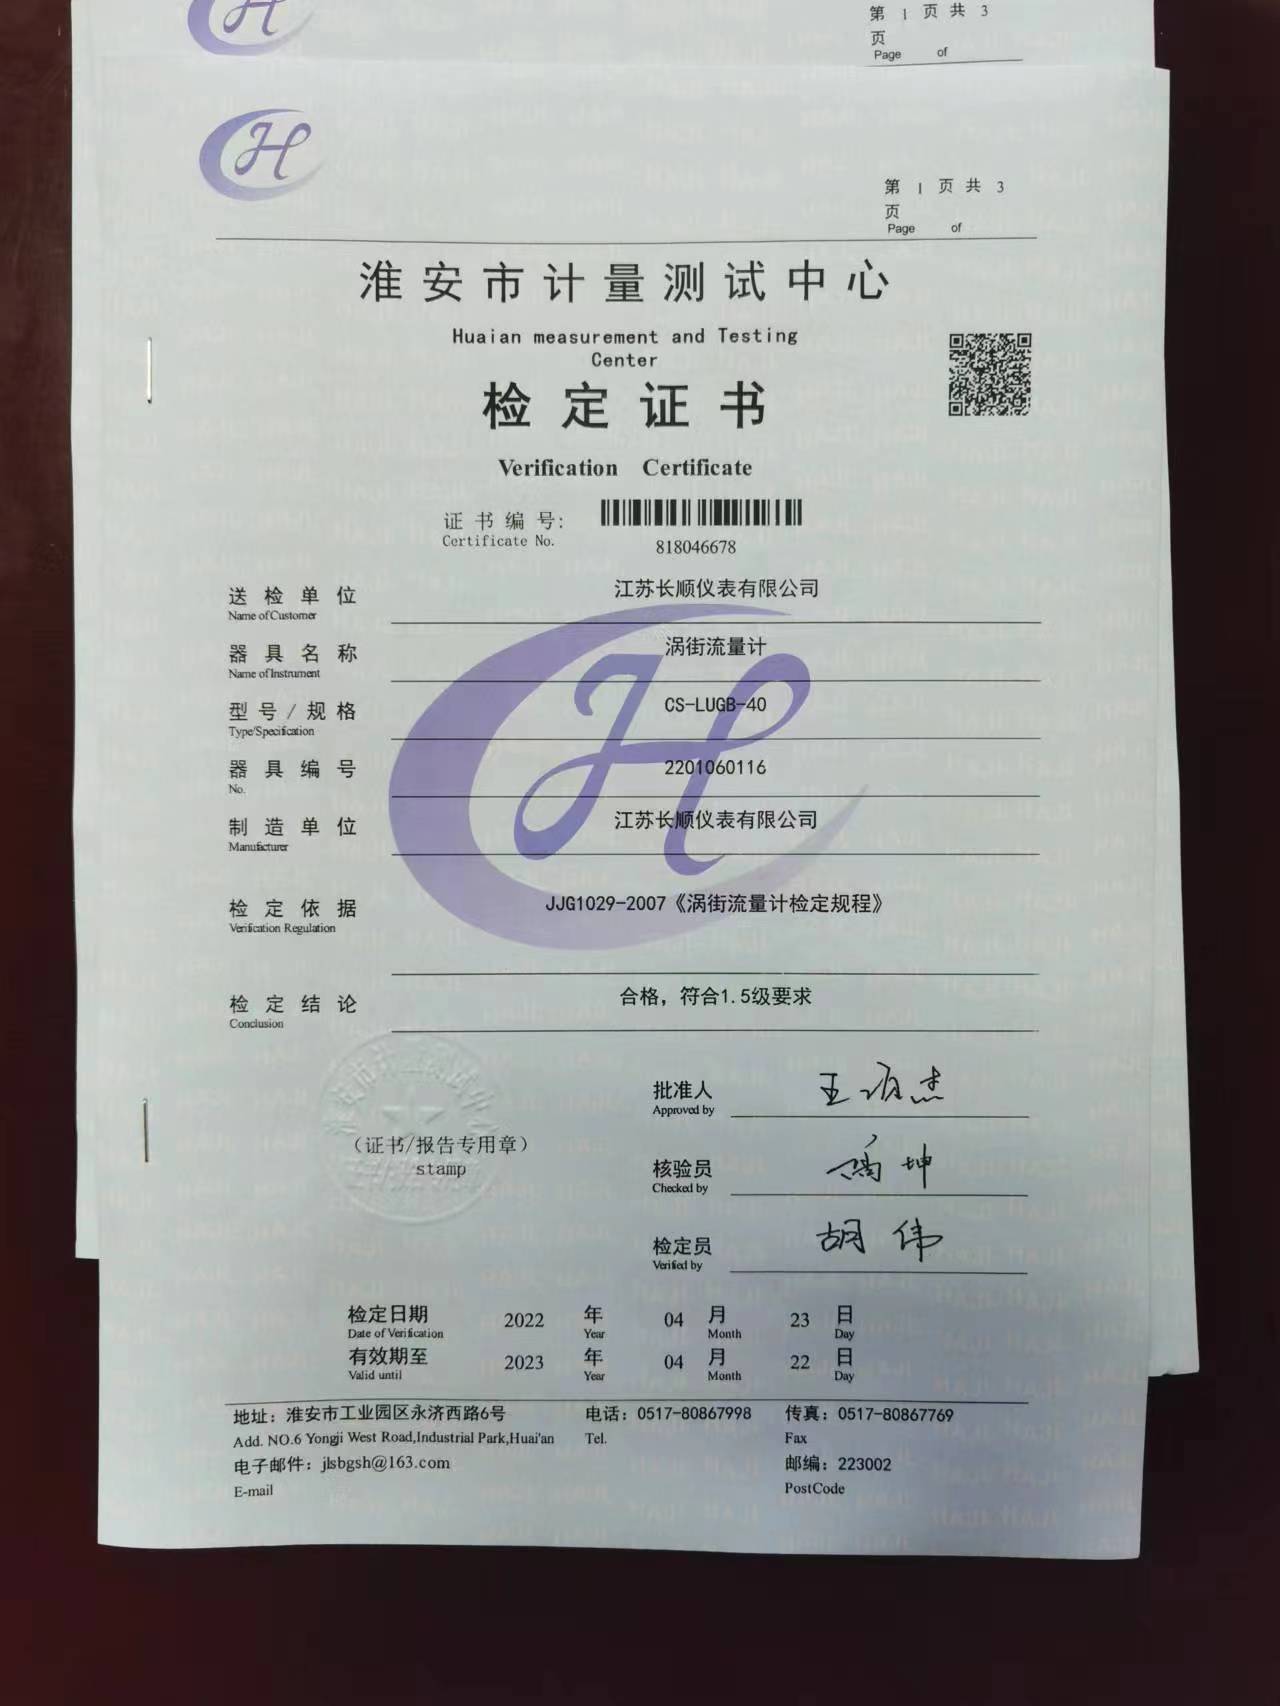 第 1 页 共 3
页
Page of
第 1 页 共 3
页
Page of
淮安市计量测试中心
Huaian measurement and Testing
Center
检定证书
Verification Certificate
证书编号:
Certificate No.
818046678
送检单位 江苏长顺仪表有限公司
Name of Customer
器具名称 涡街流量计
Name of Instrument
型号/规格 CS-LUGB-40
Type/Specification
器具编号 2201060116
No.
制造单位 江苏长顺仪表有限公司
Manufacturer
检定依据 JJG1029-2007《涡街流量计检定规程》
Verification Regulation
检定结论 合格，符合1.5级要求
Conclusion
批准人
Approved by
（证书/报告专用章）
stamp
核验员
Checked by
检定员 胡伟
Verified by
检定日期 2022 年 04 月 23 日
Date of Verification Year Month Day
有效期至 2023 年 04 月 22 日
Valid until Year Month Day
地址：淮安市工业园区永济西路6号 电话：0517-80867998 传真：0517-80867769
Add. NO.6 Yongji West Road,Industrial Park,Huai'an Tel. Fax
电子邮件：jlsbgsh@163.com 邮编：223002
E-mail PostCode